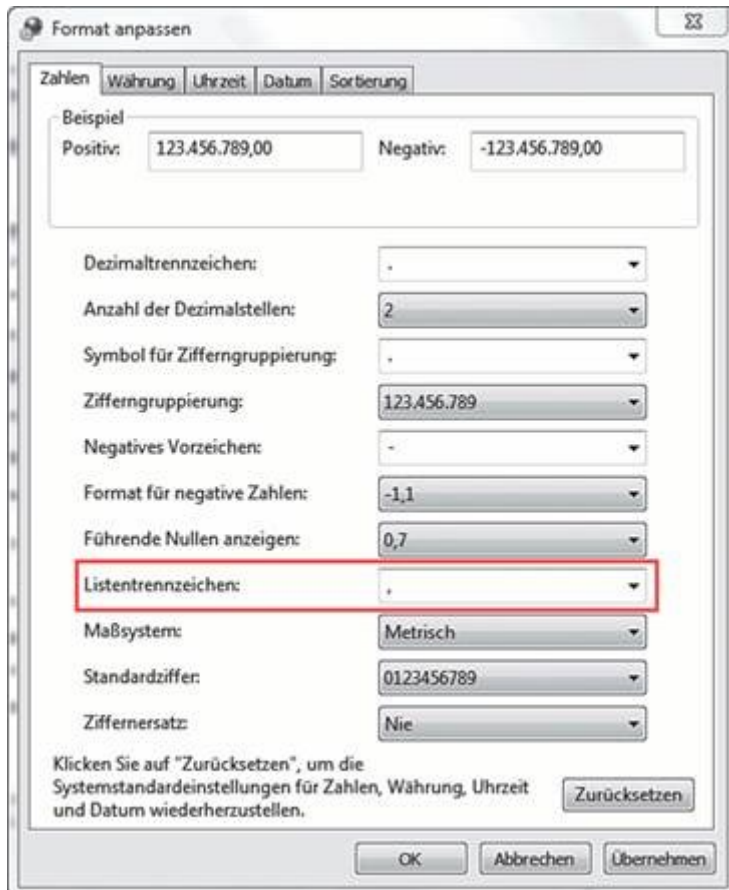 Format anpassen
Zahlen Währung Uhrzeit Datum Sortierung
Beispiel
Positiv: 123.456.789,00 Negativ: -123.456.789,00
Dezimaltrennzeichen: .
Anzahl der Dezimalstellen: 2
Symbol für Zifferngruppierung: .
Zifferngruppierung: 123.456.789
Negatives Vorzeichen: -
Format für negative Zahlen: -1,1
Führende Nullen anzeigen: 0,7
Listentrennzeichen: ,
Maßsystem: Metrisch
Standardziffer: 0123456789
Ziffernersatz: Nie
Klicken Sie auf "Zurücksetzen", um die
Systemstandardeinstellungen für Zahlen, Währung, Uhrzeit
und Datum wiederherzustellen.
Zurücksetzen
OK Abbrechen Übernehmen